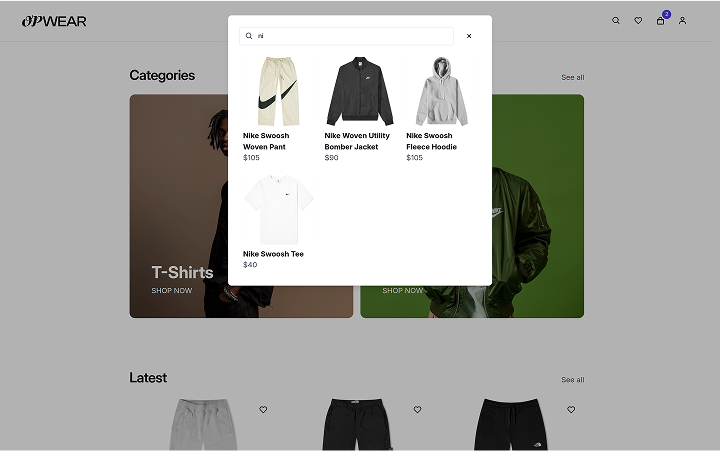 OPWEAR
2
ni
Categories
See all
Nike Swoosh
Woven Pant
$105
Nike Woven Utility
Bomber Jacket
$90
Nike Swoosh
Fleece Hoodie
$105
Nike Swoosh Tee
$40
T-Shirts
SHOP NOW
SHOP NOW
Latest
See all